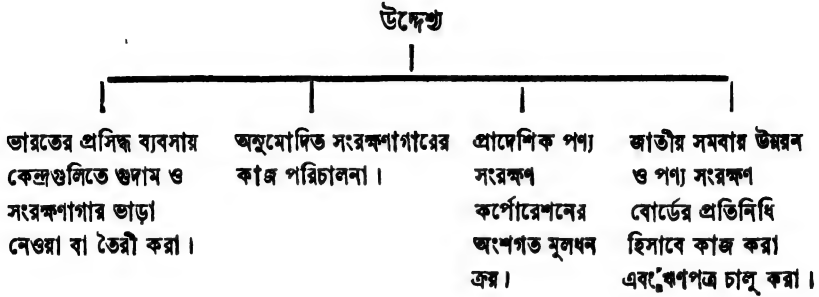 উদ্দেশ্য
ভারতের প্রসিদ্ধ ব্যবসায়
কেন্দ্রগুলিতে গুদাম ও
সংরক্ষণাগার ভাড়া
নেওয়া বা তৈরী করা।
অনুমোদিত সংরক্ষণাগারের
কাজ পরিচালনা।
প্রাদেশিক পণ্য
সংরক্ষণ
কর্পোরেশনের
অংশগত মূলধন
ক্রয়।
জাতীয় সমবায় উন্নয়ন
ও পণ্য সংরক্ষণ
বোর্ডের প্রতিনিধি
হিসাবে কাজ করা
এবং ঋণপত্র চালু করা।